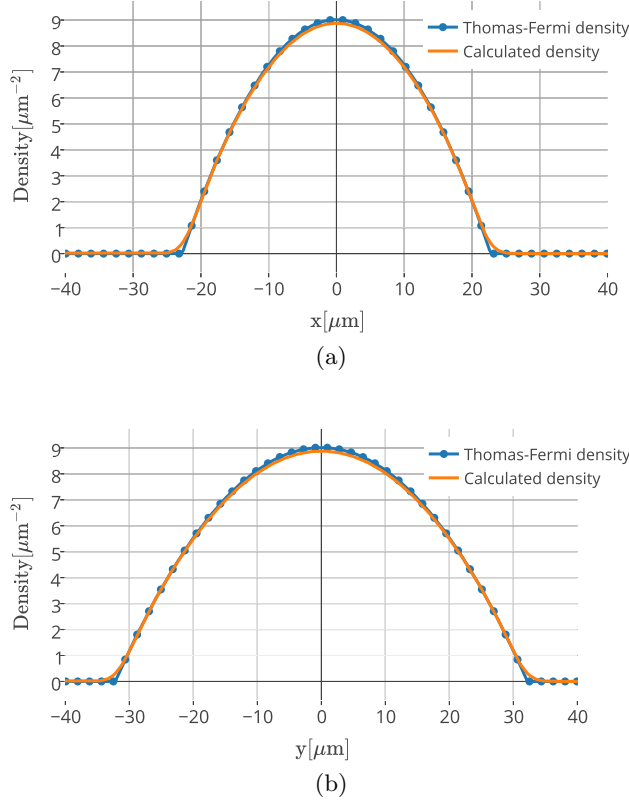 9
8
7
6
5
4
3
2
1
0
Density[μm⁻²]
Thomas-Fermi density
Calculated density
−40 −30 −20 −10 0 10 20 30 40
x[μm]
(a)
9
8
7
6
5
4
3
2
1
0
Density[μm⁻²]
Thomas-Fermi density
Calculated density
−40 −30 −20 −10 0 10 20 30 40
y[μm]
(b)